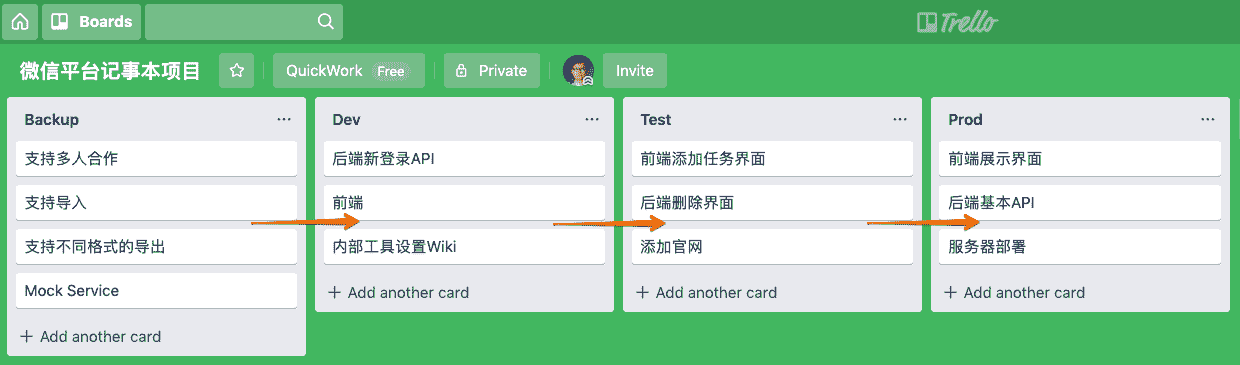 Boards
Trello
微信平台记事本项目
QuickWork Free
Private
Invite
Backup
支持多人合作
支持导入
支持不同格式的导出
Mock Service
+ Add another card
Dev
后端新登录API
前端
内部工具设置Wiki
+ Add another card
Test
前端添加任务界面
后端删除界面
添加官网
+ Add another card
Prod
前端展示界面
后端基本API
服务器部署
+ Add another card